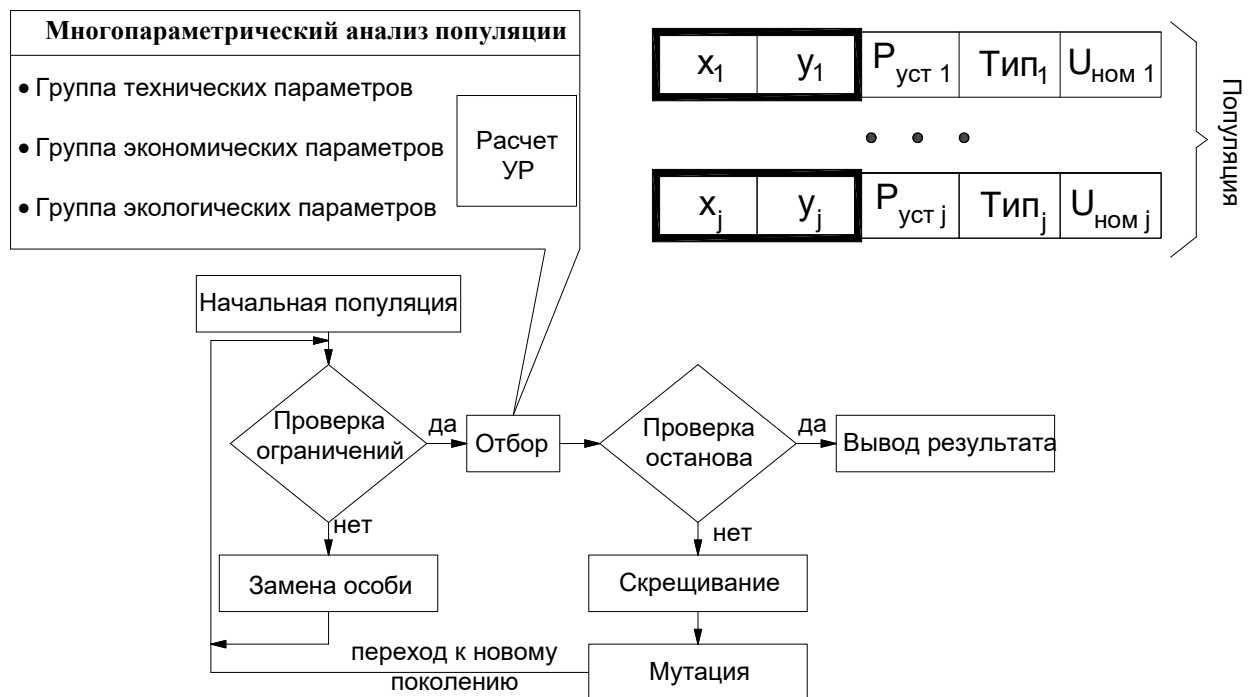 Многопараметрический анализ популяции
• Группа технических параметров
• Группа экономических параметров
• Группа экологических параметров
Расчет
УР
x1 y1 Pуст 1 Тип1 Uном 1
• • •
xj yj Pуст j Типj Uном j
Популяция
Начальная популяция
Проверка
ограничений
да
Отбор
Проверка
останова
да
Вывод результата
нет
Замена особи
нет
Скрещивание
Мутация
переход к новому
поколению